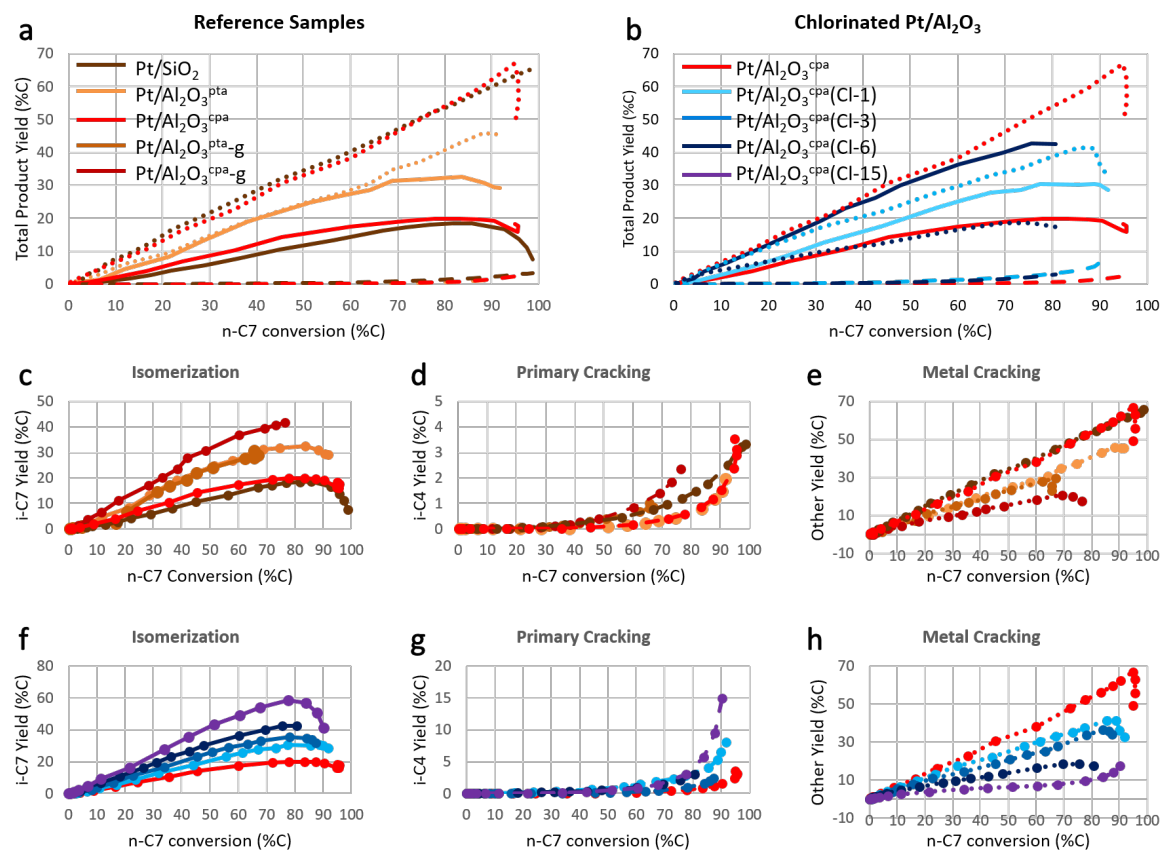 a
Reference Samples
Total Product Yield (%C)
70
60
50
40
30
20
10
0
Pt/SiO₂
Pt/Al₂O₃ᵖᵗᵃ
Pt/Al₂O₃ᶜᵖᵃ
Pt/Al₂O₃ᵖᵗᵃ-g
Pt/Al₂O₃ᶜᵖᵃ-g
0 10 20 30 40 50 60 70 80 90 100
n-C7 conversion (%C)
b
Chlorinated Pt/Al₂O₃
Total Product Yield (%C)
70
60
50
40
30
20
10
0
Pt/Al₂O₃ᶜᵖᵃ
Pt/Al₂O₃ᶜᵖᵃ(Cl-1)
Pt/Al₂O₃ᶜᵖᵃ(Cl-3)
Pt/Al₂O₃ᶜᵖᵃ(Cl-6)
Pt/Al₂O₃ᶜᵖᵃ(Cl-15)
0 10 20 30 40 50 60 70 80 90 100
n-C7 conversion (%C)
c
Isomerization
i-C7 Yield (%C)
50
40
30
20
10
0
0 10 20 30 40 50 60 70 80 90 100
n-C7 Conversion (%C)
d
Primary Cracking
i-C4 Yield (%C)
5
4
3
2
1
0
0 10 20 30 40 50 60 70 80 90 100
n-C7 conversion (%C)
e
Metal Cracking
Other Yield (%C)
70
50
30
10
-10
0 10 20 30 40 50 60 70 80 90 100
n-C7 conversion (%C)
f
Isomerization
i-C7 Yield (%C)
80
60
40
20
0
0 10 20 30 40 50 60 70 80 90 100
n-C7 conversion (%C)
g
Primary Cracking
i-C4 Yield (%C)
20
15
10
5
0
0 10 20 30 40 50 60 70 80 90 100
n-C7 conversion (%C)
h
Metal Cracking
Other Yield (%C)
70
50
30
10
-10
0 10 20 30 40 50 60 70 80 90 100
n-C7 conversion (%C)